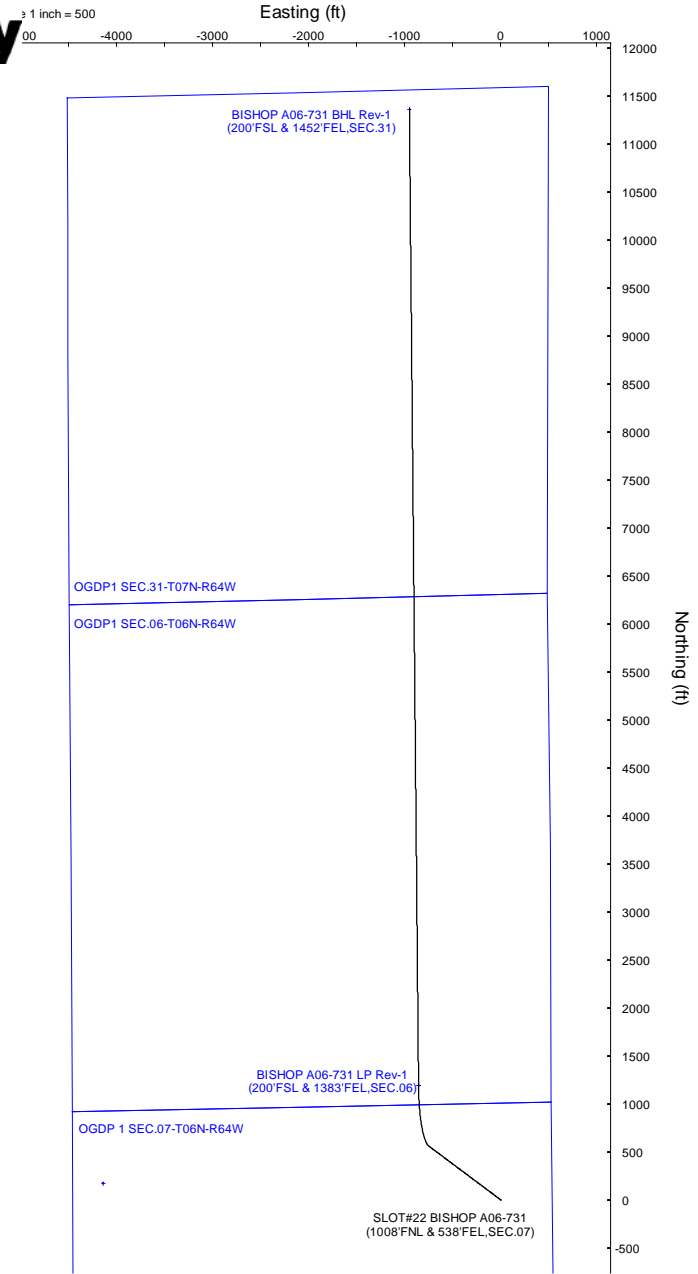 Easting (ft)
1 inch = 500
y
00 -4000 -3000 -2000 -1000 0 1000
12000
11500
BISHOP A06-731 BHL Rev-1
(200'FSL & 1452'FEL,SEC.31)
11000
10500
10000
9500
9000
8500
8000
7500
7000
6500
OGDP1 SEC.31-T07N-R64W
OGDP1 SEC.06-T06N-R64W
6000
Northing (ft)
5500
5000
4500
4000
3500
3000
2500
2000
1500
BISHOP A06-731 LP Rev-1
(200'FSL & 1383'FEL,SEC.06)
1000
OGDP 1 SEC.07-T06N-R64W
500
0
SLOT#22 BISHOP A06-731
(1008'FNL & 538'FEL,SEC.07)
-500